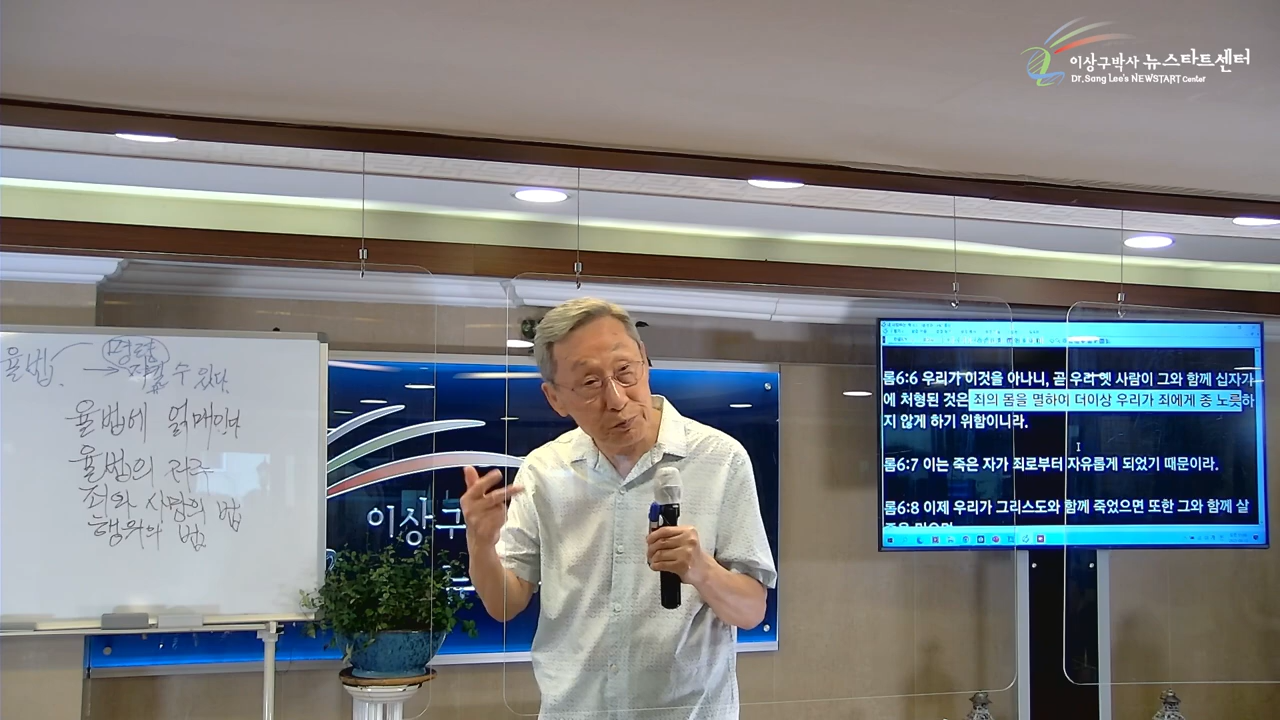 이상구박사 뉴스타트센터
Dr. Sang Lee's NEWSTART Center
율법. → 명령
지킬 수 있다.
율법에 얽매인다
율법의 저주
죄와 사망의 법
행위의 법
이상구
롬6:6 우리가 이것을 아나니, 곧 우리 옛 사람이 그와 함께 십자가
에 처형된 것은 죄의 몸을 멸하여 더이상 우리가 죄에게 종 노릇하
지 않게 하기 위함이니라.
롬6:7 이는 죽은 자가 죄로부터 자유롭게 되었기 때문이라.
롬6:8 이제 우리가 그리스도와 함께 죽었으면 또한 그와 함께 살